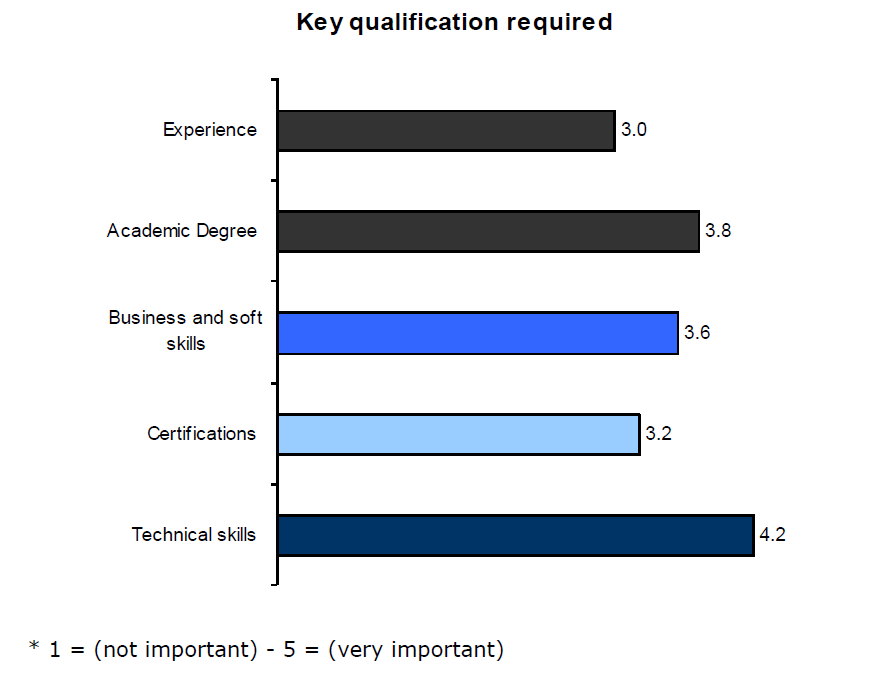 Key qualification required
Experience
3.0
Academic Degree
3.8
Business and soft
skills
3.6
Certifications
3.2
Technical skills
4.2
* 1 = (not important) - 5 = (very important)